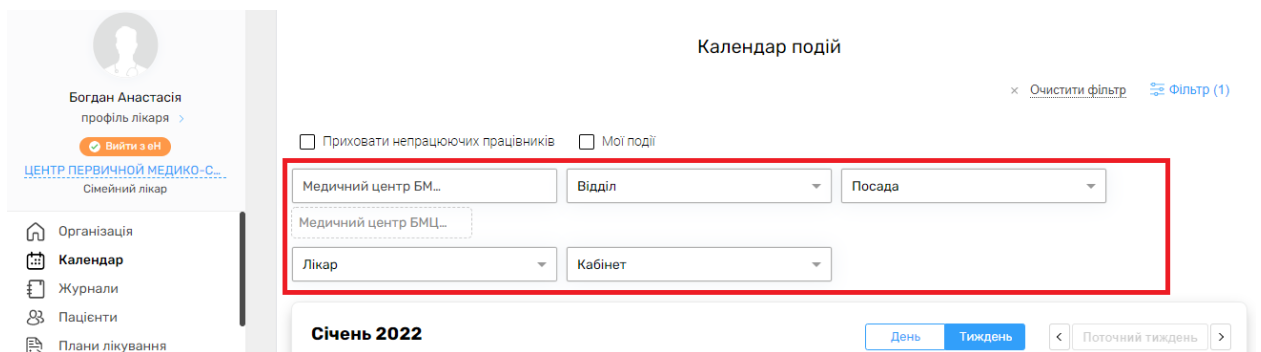 Календар подій
Богдан Анастасія
профіль лікаря >
Вийти з еН
ЦЕНТР ПЕРВИЧНОЙ МЕДИКО-С...
Сімейний лікар
Організація
Календар
Журнали
Пацієнти
Плани лікування
× Очистити фільтр Фільтр (1)
Приховати непрацюючих працівників Мої події
Медичний центр БМ... Відділ Посада
Медичний центр БМЦ...
Лікар Кабінет
Січень 2022 День Тиждень < Поточний тиждень >